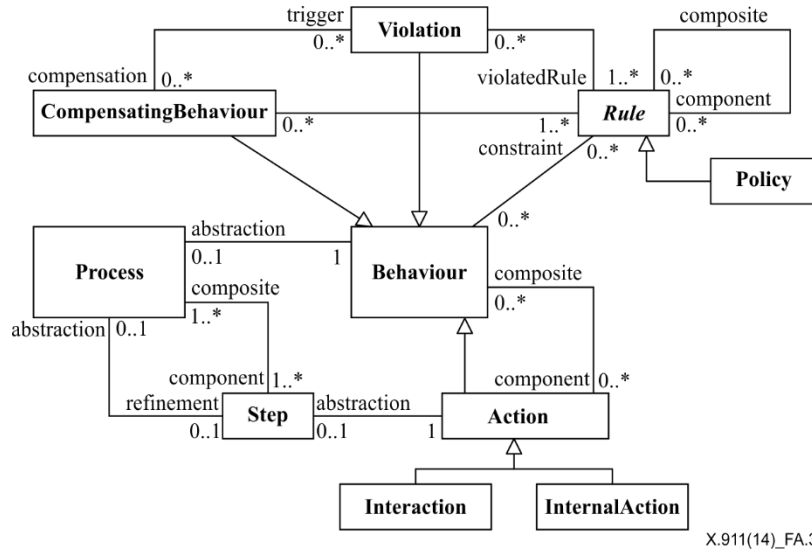 trigger
0..*
Violation
0..*
composite
compensation
0..*
violatedRule
1..*
0..*
CompensatingBehaviour
0..*
1..*
Rule
component
0..*
constraint
0..*
Policy
abstraction
0..1
1
0..*
Process
Behaviour
composite
0..*
composite
1..*
abstraction
0..1
component
1..*
component
0..*
refinement
0..1
Step
abstraction
0..1
1
Action
Interaction
InternalAction
X.911(14)_FA.3